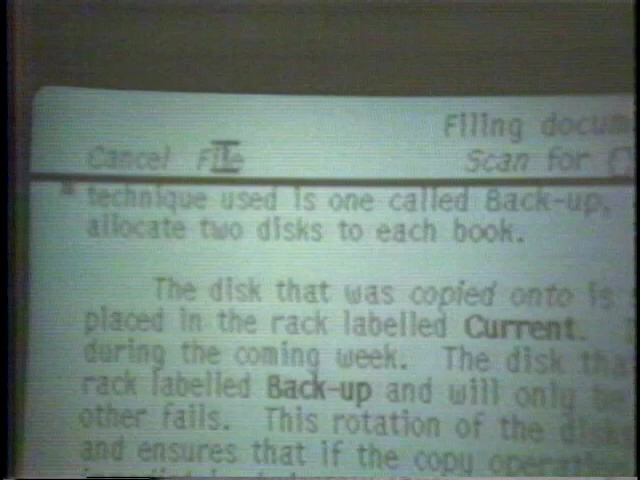 Filing docum
Cancel File Scan for
technique used is one called Back-up,
allocate two disks to each book.
The disk that was copied onto is
placed in the rack labelled Current.
during the coming week. The disk tha
rack labelled Back-up and will only be
other fails. This rotation of the disks
and ensures that if the copy operati